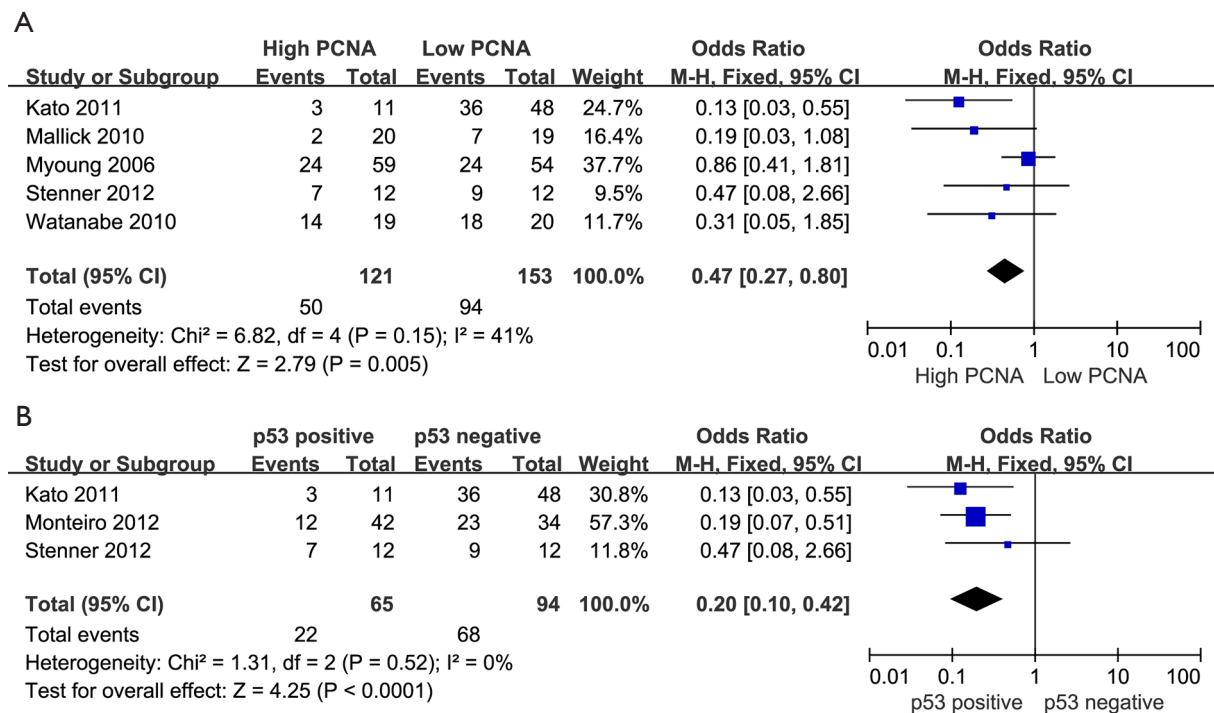 A
High PCNA Low PCNA Odds Ratio Odds Ratio
Study or Subgroup Events Total Events Total Weight M-H, Fixed, 95% CI M-H, Fixed, 95% CI
Kato 2011 3 11 36 48 24.7% 0.13 [0.03, 0.55]
Mallick 2010 2 20 7 19 16.4% 0.19 [0.03, 1.08]
Myoung 2006 24 59 24 54 37.7% 0.86 [0.41, 1.81]
Stenner 2012 7 12 9 12 9.5% 0.47 [0.08, 2.66]
Watanabe 2010 14 19 18 20 11.7% 0.31 [0.05, 1.85]
Total (95% CI) 121 153 100.0% 0.47 [0.27, 0.80]
Total events 50 94
Heterogeneity: Chi² = 6.82, df = 4 (P = 0.15); I² = 41%
Test for overall effect: Z = 2.79 (P = 0.005)
0.01 0.1 1 10 100
High PCNA Low PCNA
B
p53 positive p53 negative Odds Ratio Odds Ratio
Study or Subgroup Events Total Events Total Weight M-H, Fixed, 95% CI M-H, Fixed, 95% CI
Kato 2011 3 11 36 48 30.8% 0.13 [0.03, 0.55]
Monteiro 2012 12 42 23 34 57.3% 0.19 [0.07, 0.51]
Stenner 2012 7 12 9 12 11.8% 0.47 [0.08, 2.66]
Total (95% CI) 65 94 100.0% 0.20 [0.10, 0.42]
Total events 22 68
Heterogeneity: Chi² = 1.31, df = 2 (P = 0.52); I² = 0%
Test for overall effect: Z = 4.25 (P < 0.0001)
0.01 0.1 1 10 100
p53 positive p53 negative